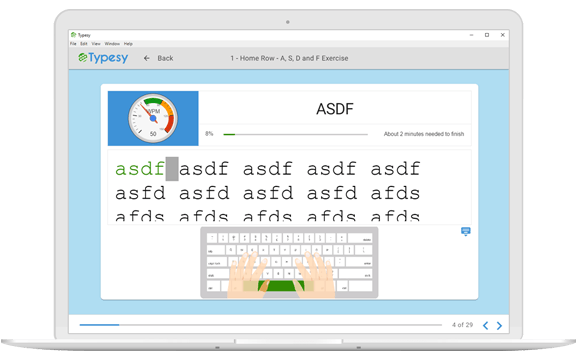 Typesy
File Edit View Window Help
Typesy Back 1 - Home Row - A, S, D and F Exercise
WPM
50
ASDF
8% About 2 minutes needed to finish
asdf asdf asdf asdf asdf
asfd asfd asfd asfd afds
afds afds afds afds afds
4 of 29